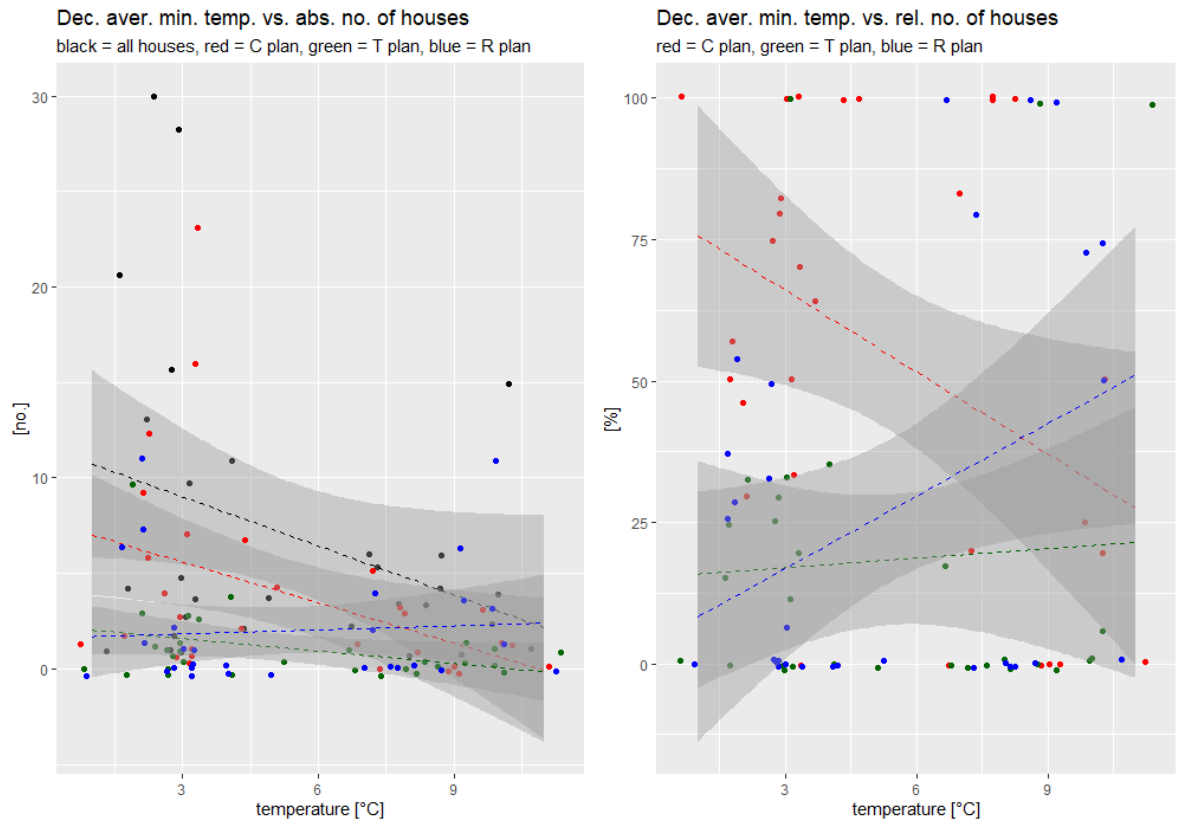 Dec. aver. min. temp. vs. abs. no. of houses
black = all houses, red = C plan, green = T plan, blue = R plan
[no.]
30
20
10
0
3
6
9
temperature [°C]
Dec. aver. min. temp. vs. rel. no. of houses
red = C plan, green = T plan, blue = R plan
[%]
100
75
50
25
0
3
6
9
temperature [°C]